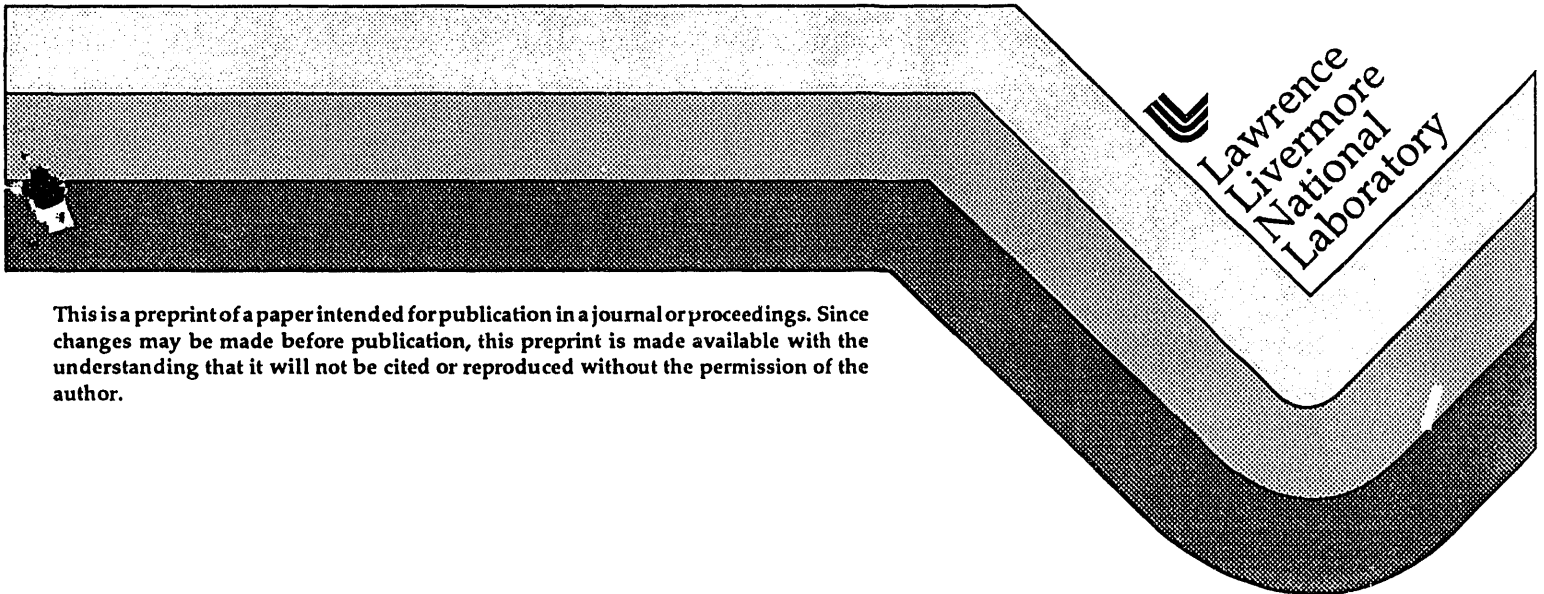 Lawrence
Livermore
National
Laboratory
This is a preprint of a paper intended for publication in a journal or proceedings. Since
changes may be made before publication, this preprint is made available with the
understanding that it will not be cited or reproduced without the permission of the
author.